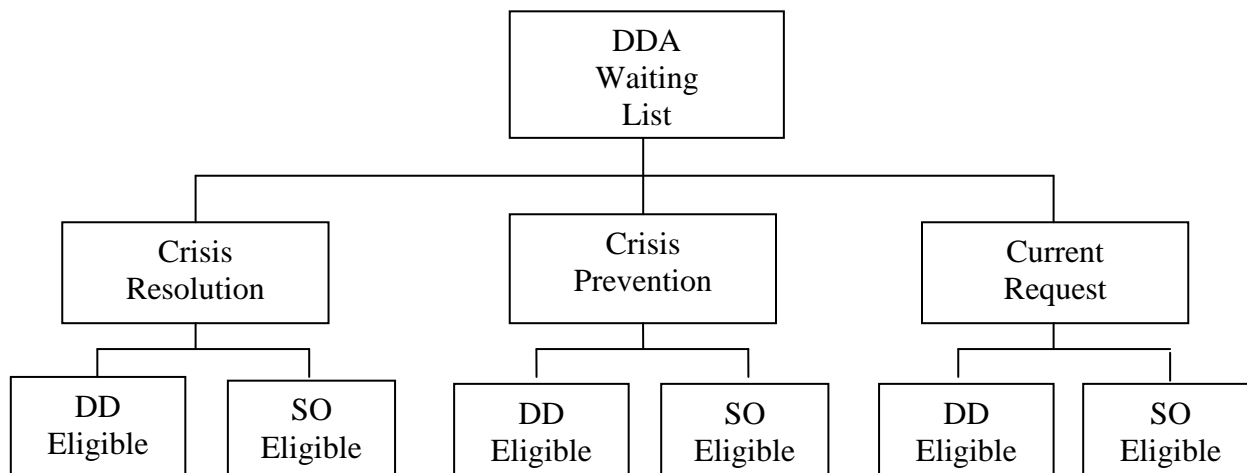 DDA
Waiting
List
Crisis
Resolution
Crisis
Prevention
Current
Request
DD
Eligible
SO
Eligible
DD
Eligible
SO
Eligible
DD
Eligible
SO
Eligible